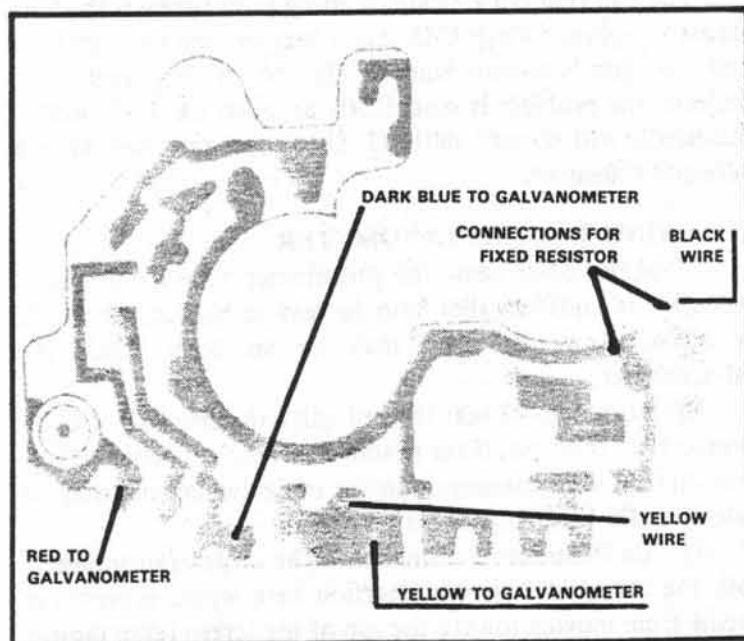 DARK BLUE TO GALVANOMETER
CONNECTIONS FOR
FIXED RESISTOR
BLACK
WIRE
RED TO
GALVANOMETER
YELLOW
WIRE
YELLOW TO GALVANOMETER